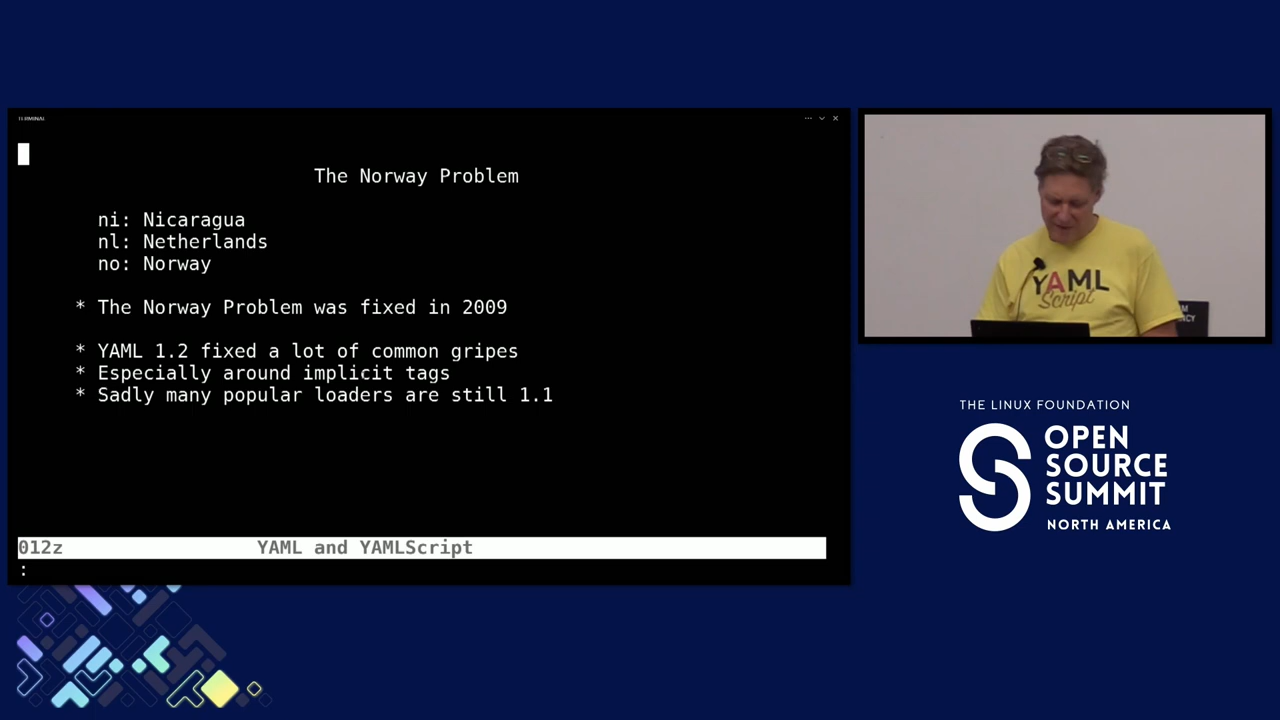 TERMINAL
The Norway Problem
ni: Nicaragua
nl: Netherlands
no: Norway
* The Norway Problem was fixed in 2009
* YAML 1.2 fixed a lot of common gripes
* Especially around implicit tags
* Sadly many popular loaders are still 1.1
012z YAML and YAMLScript
:
YAML
Script
THE LINUX FOUNDATION
OPEN
SOURCE
SUMMIT
NORTH AMERICA